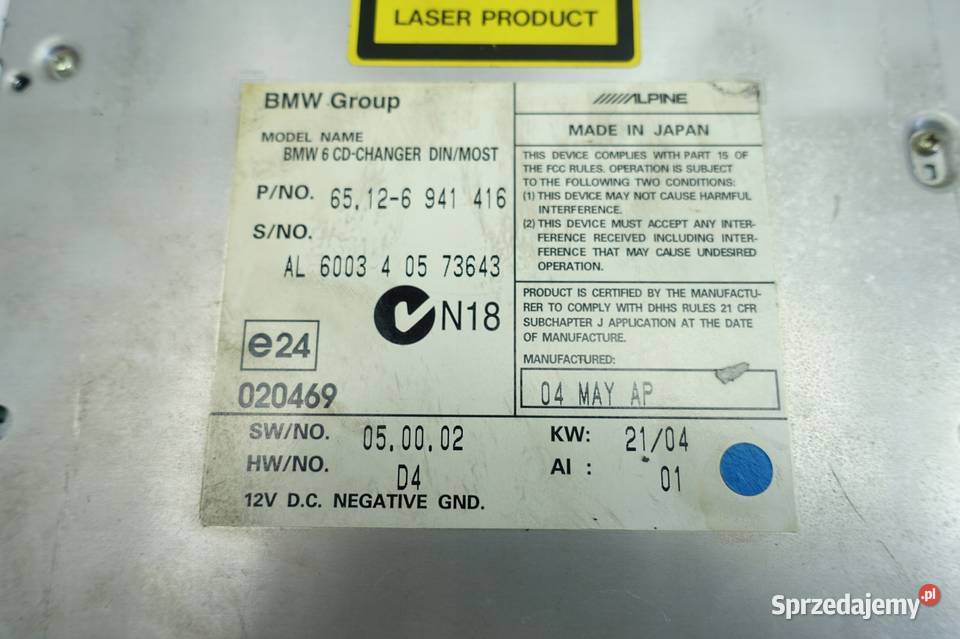 LASER PRODUCT
BMW Group
MODEL NAME
BMW 6 CD-CHANGER DIN/MOST
P/NO. 65.12-6 941 416
S/NO.
AL 6003 4 05 73643
N18
e24
020469
ALPINE
MADE IN JAPAN
THIS DEVICE COMPLIES WITH PART 15 OF
THE FCC RULES. OPERATION IS SUBJECT
TO THE FOLLOWING TWO CONDITIONS:
(1) THIS DEVICE MAY NOT CAUSE HARMFUL
INTERFERENCE.
(2) THIS DEVICE MUST ACCEPT ANY INTER-
FERENCE RECEIVED INCLUDING INTER-
FERENCE THAT MAY CAUSE UNDESIRED
OPERATION.
PRODUCT IS CERTIFIED BY THE MANUFACTU-
RER TO COMPLY WITH DHHS RULES 21 CFR
SUBCHAPTER J APPLICATION AT THE DATE
OF MANUFACTURE.
MANUFACTURED:
04 MAY AP
SW/NO. 05.00.02 KW: 21/04
HW/NO. D4 AI : 01
12V D.C. NEGATIVE GND.
Sprzedajemy.pl